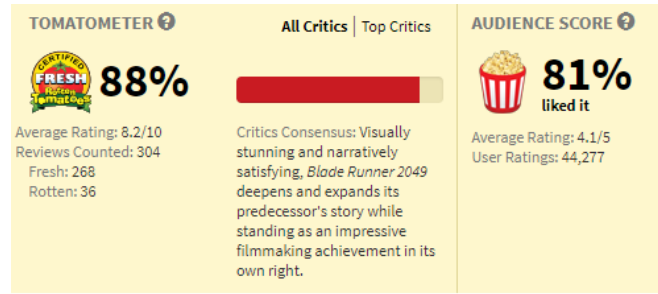 TOMATOMETER ?
CERTIFIED
FRESH
Rotten
Tomatoes
88%
Average Rating: 8.2/10
Reviews Counted: 304
Fresh: 268
Rotten: 36
All Critics | Top Critics
Critics Consensus: Visually
stunning and narratively
satisfying, Blade Runner 2049
deepens and expands its
predecessor's story while
standing as an impressive
filmmaking achievement in its
own right.
AUDIENCE SCORE ?
81%
liked it
Average Rating: 4.1/5
User Ratings: 44,277